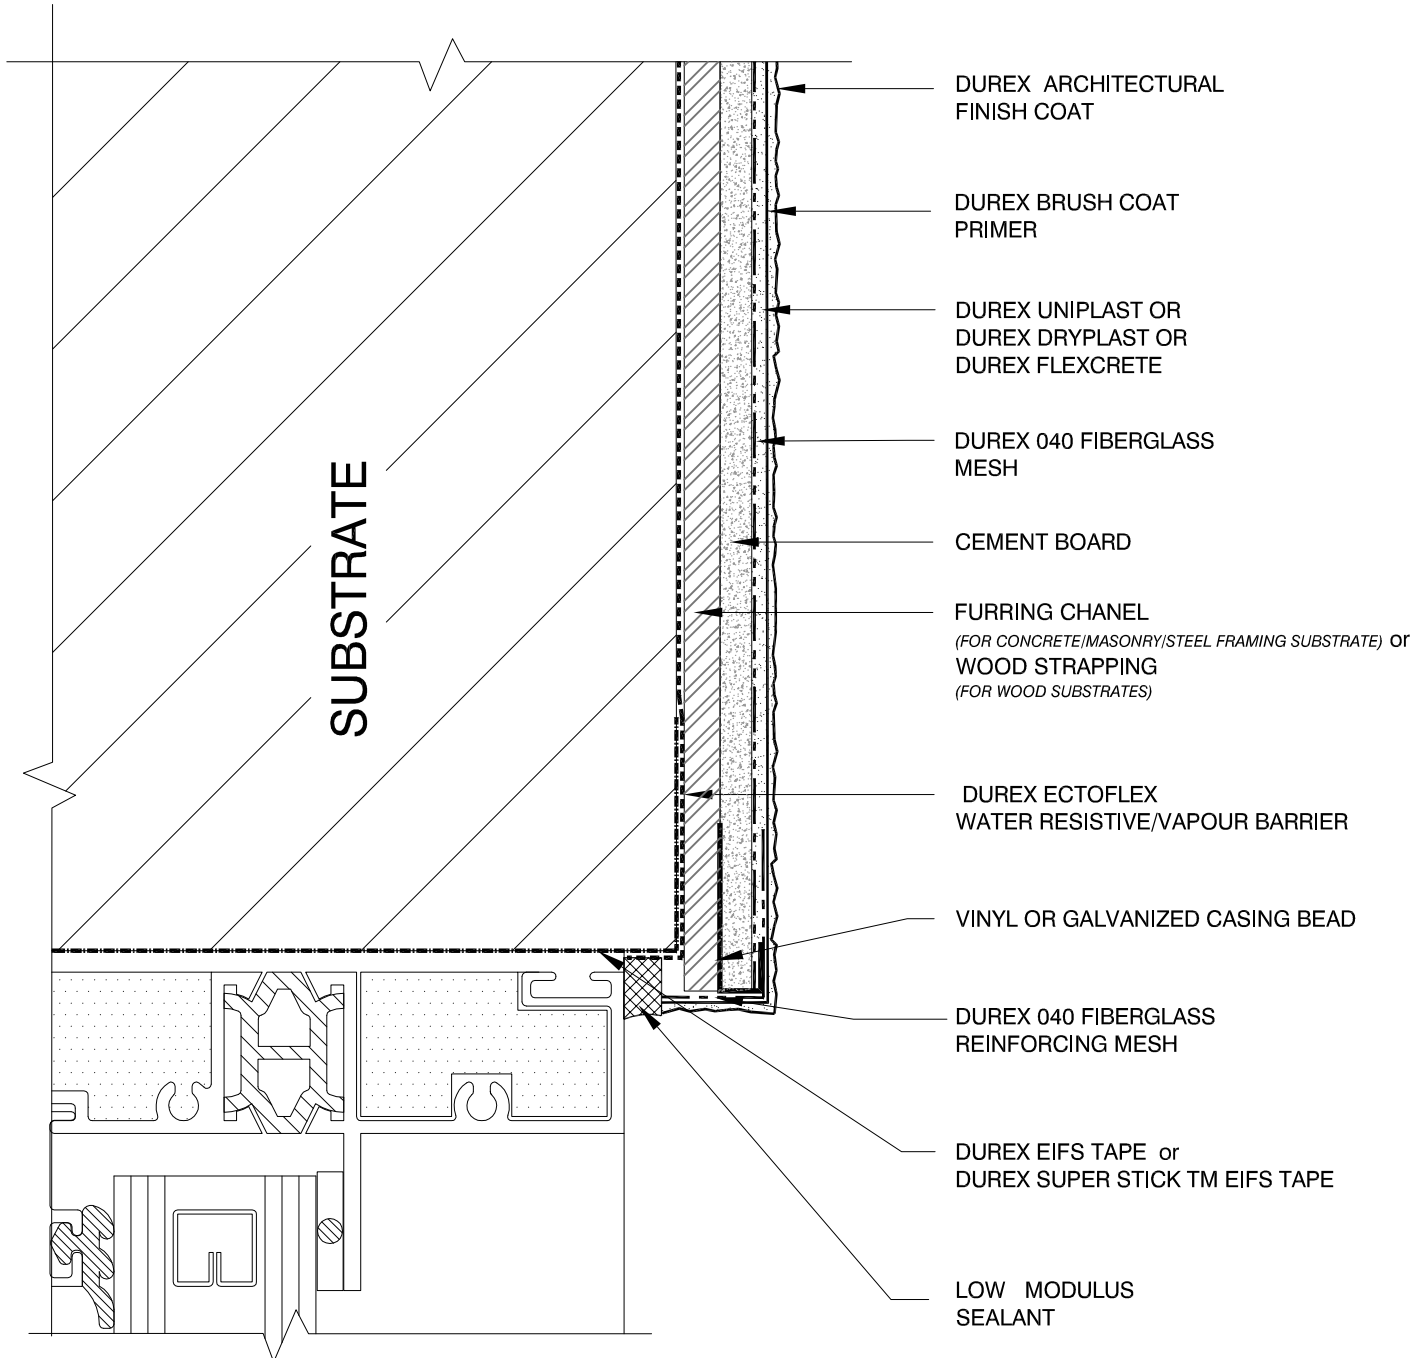 DUREX ARCHITECTURAL
FINISH COAT
DUREX BRUSH COAT
PRIMER
DUREX UNIPLAST OR
DUREX DRYPLAST OR
DUREX FLEXCRETE
DUREX 040 FIBERGLASS
MESH
CEMENT BOARD
FURRING CHANEL
(FOR CONCRETE/MASONRY/STEEL FRAMING SUBSTRATE) or
WOOD STRAPPING
(FOR WOOD SUBSTRATES)
SUBSTRATE
DUREX ECTOFLEX
WATER RESISTIVE/VAPOUR BARRIER
VINYL OR GALVANIZED CASING BEAD
DUREX 040 FIBERGLASS
REINFORCING MESH
DUREX EIFS TAPE or
DUREX SUPER STICK TM EIFS TAPE
LOW MODULUS
SEALANT